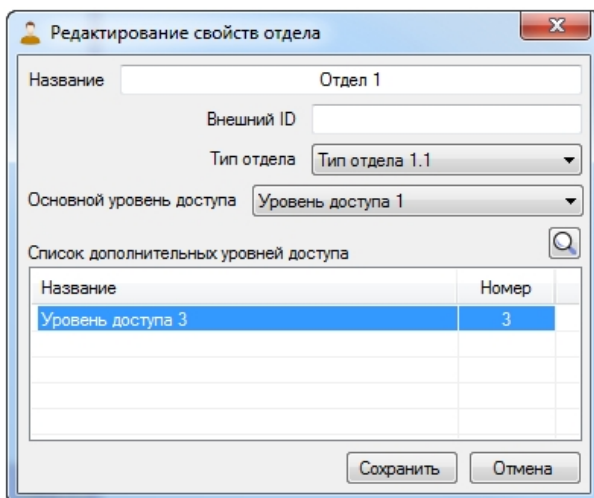 Редактирование свойств отдела
Название Отдел 1
Внешний ID
Тип отдела Тип отдела 1.1
Основной уровень доступа Уровень доступа 1
Список дополнительных уровней доступа
Название Номер
Уровень доступа 3 3
Сохранить Отмена